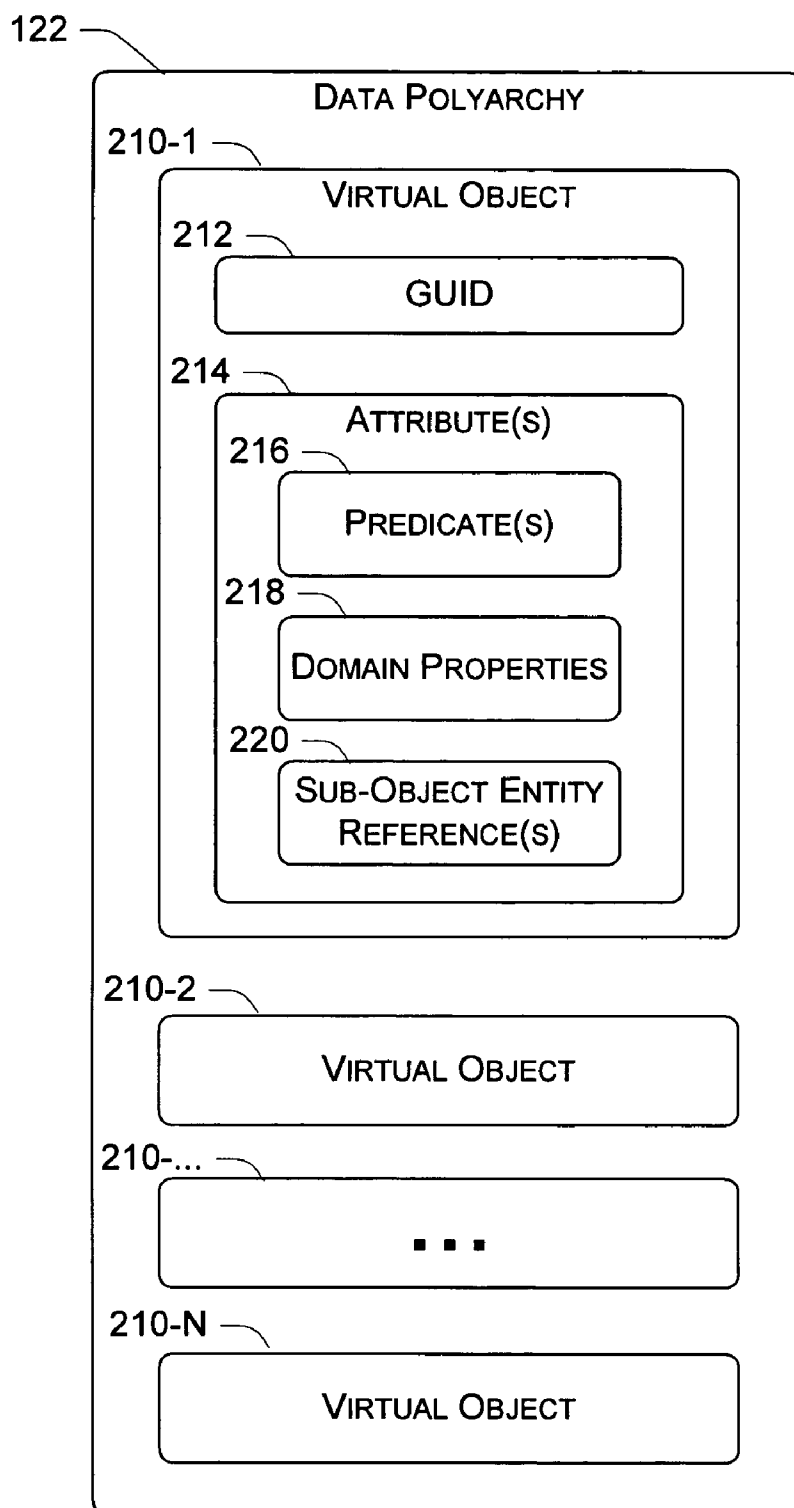 122
DATA POLYARCHY
210-1
VIRTUAL OBJECT
212
GUID
214
ATTRIBUTE(S)
216
PREDICATE(S)
218
DOMAIN PROPERTIES
220
SUB-OBJECT ENTITY
REFERENCE(S)
210-2
VIRTUAL OBJECT
210-...
...
210-N
VIRTUAL OBJECT